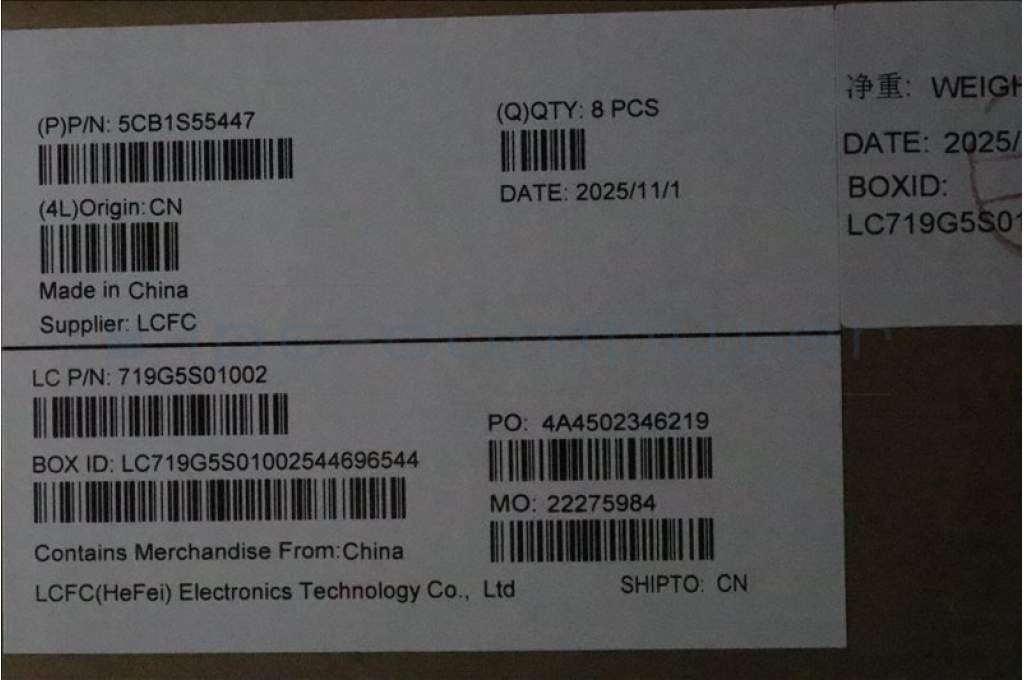 (P)P/N: 5CB1S55447
(Q)QTY: 8 PCS
DATE: 2025/11/1
(4L)Origin:CN
Made in China
Supplier: LCFC
LC P/N: 719G5S01002
BOX ID: LC719G5S01002544696544
PO: 4A4502346219
MO: 22275984
Contains Merchandise From:China
LCFC(HeFei) Electronics Technology Co., Ltd
SHIPTO: CN
净重: WEIGH
DATE: 2025/
BOXID:
LC719G5S01